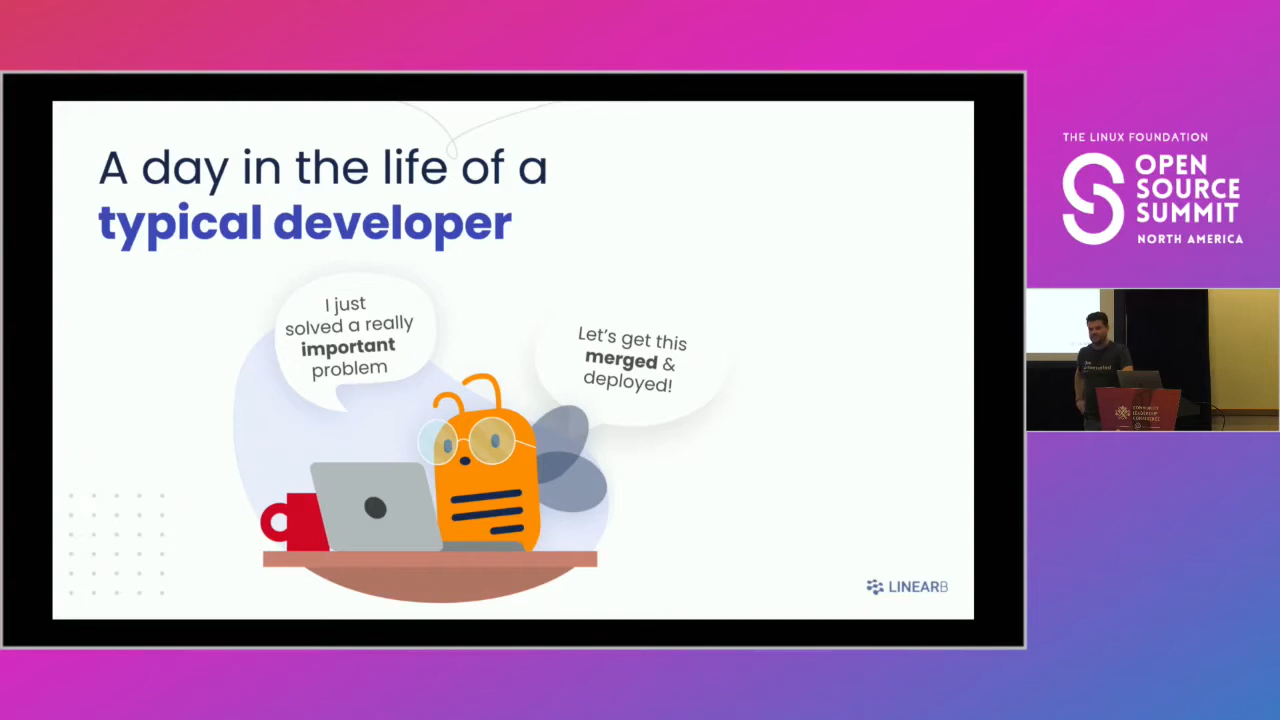 A day in the life of a
typical developer
I just
solved a really
important
problem
Let's get this
merged &
deployed!
LINEARB
THE LINUX FOUNDATION
OPEN
SOURCE
SUMMIT
NORTH AMERICA